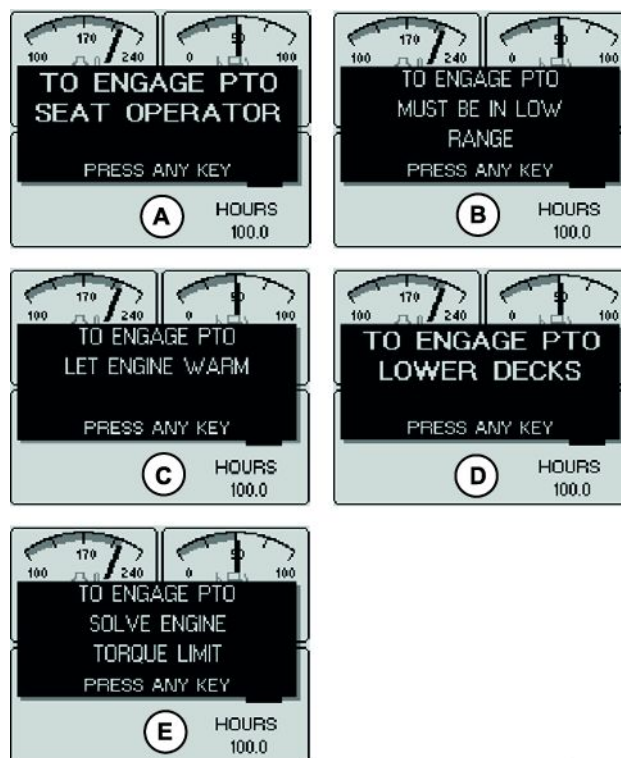 170
100 240
50
0 100
TO ENGAGE PTO
SEAT OPERATOR
PRESS ANY KEY
A
HOURS
100.0
170
100 240
50
0 100
TO ENGAGE PTO
MUST BE IN LOW
RANGE
PRESS ANY KEY
B
HOURS
100.0
170
100 240
50
0 100
TO ENGAGE PTO
LET ENGINE WARM
PRESS ANY KEY
C
HOURS
100.0
170
100 240
50
0 100
TO ENGAGE PTO
LOWER DECKS
PRESS ANY KEY
D
HOURS
100.0
170
100 240
50
0 100
TO ENGAGE PTO
SOLVE ENGINE
TORQUE LIMIT
PRESS ANY KEY
E
HOURS
100.0